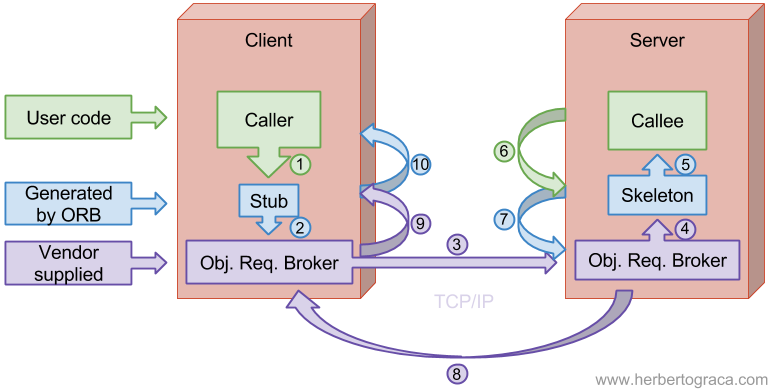 Client
Server
User code
Caller
Callee
1
6
10
5
Generated
by ORB
Stub
Skeleton
2
9
7
4
3
Vendor
supplied
Obj. Req. Broker
Obj. Req. Broker
TCP/IP
8
www.herbertograca.com